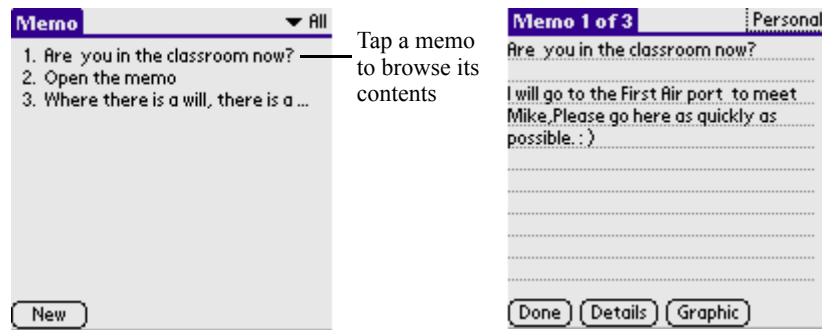 Memo
All
1. Are you in the classroom now?
2. Open the memo
3. Where there is a will, there is a ...
New
Tap a memo
to browse its
contents
Memo 1 of 3
Personal
Are you in the classroom now?
I will go to the First Air port to meet
Mike,Please go here as quickly as
possible. : )
Done
Details
Graphic